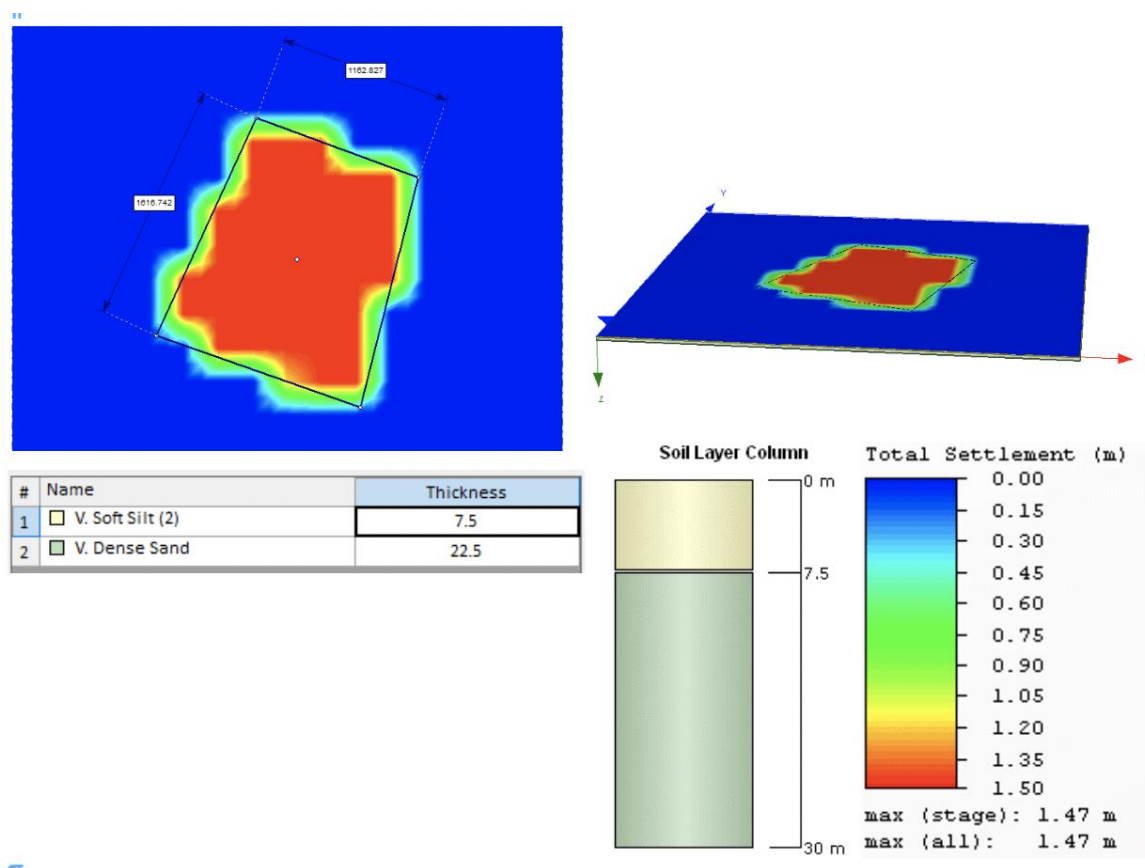 1162.827
1616.742
Y
Z
# Name Thickness
1 V. Soft Silt (2) 7.5
2 V. Dense Sand 22.5
Soil Layer Column
0 m
7.5
30 m
Total Settlement (m)
0.00
0.15
0.30
0.45
0.60
0.75
0.90
1.05
1.20
1.35
1.50
max (stage): 1.47 m
max (all): 1.47 m